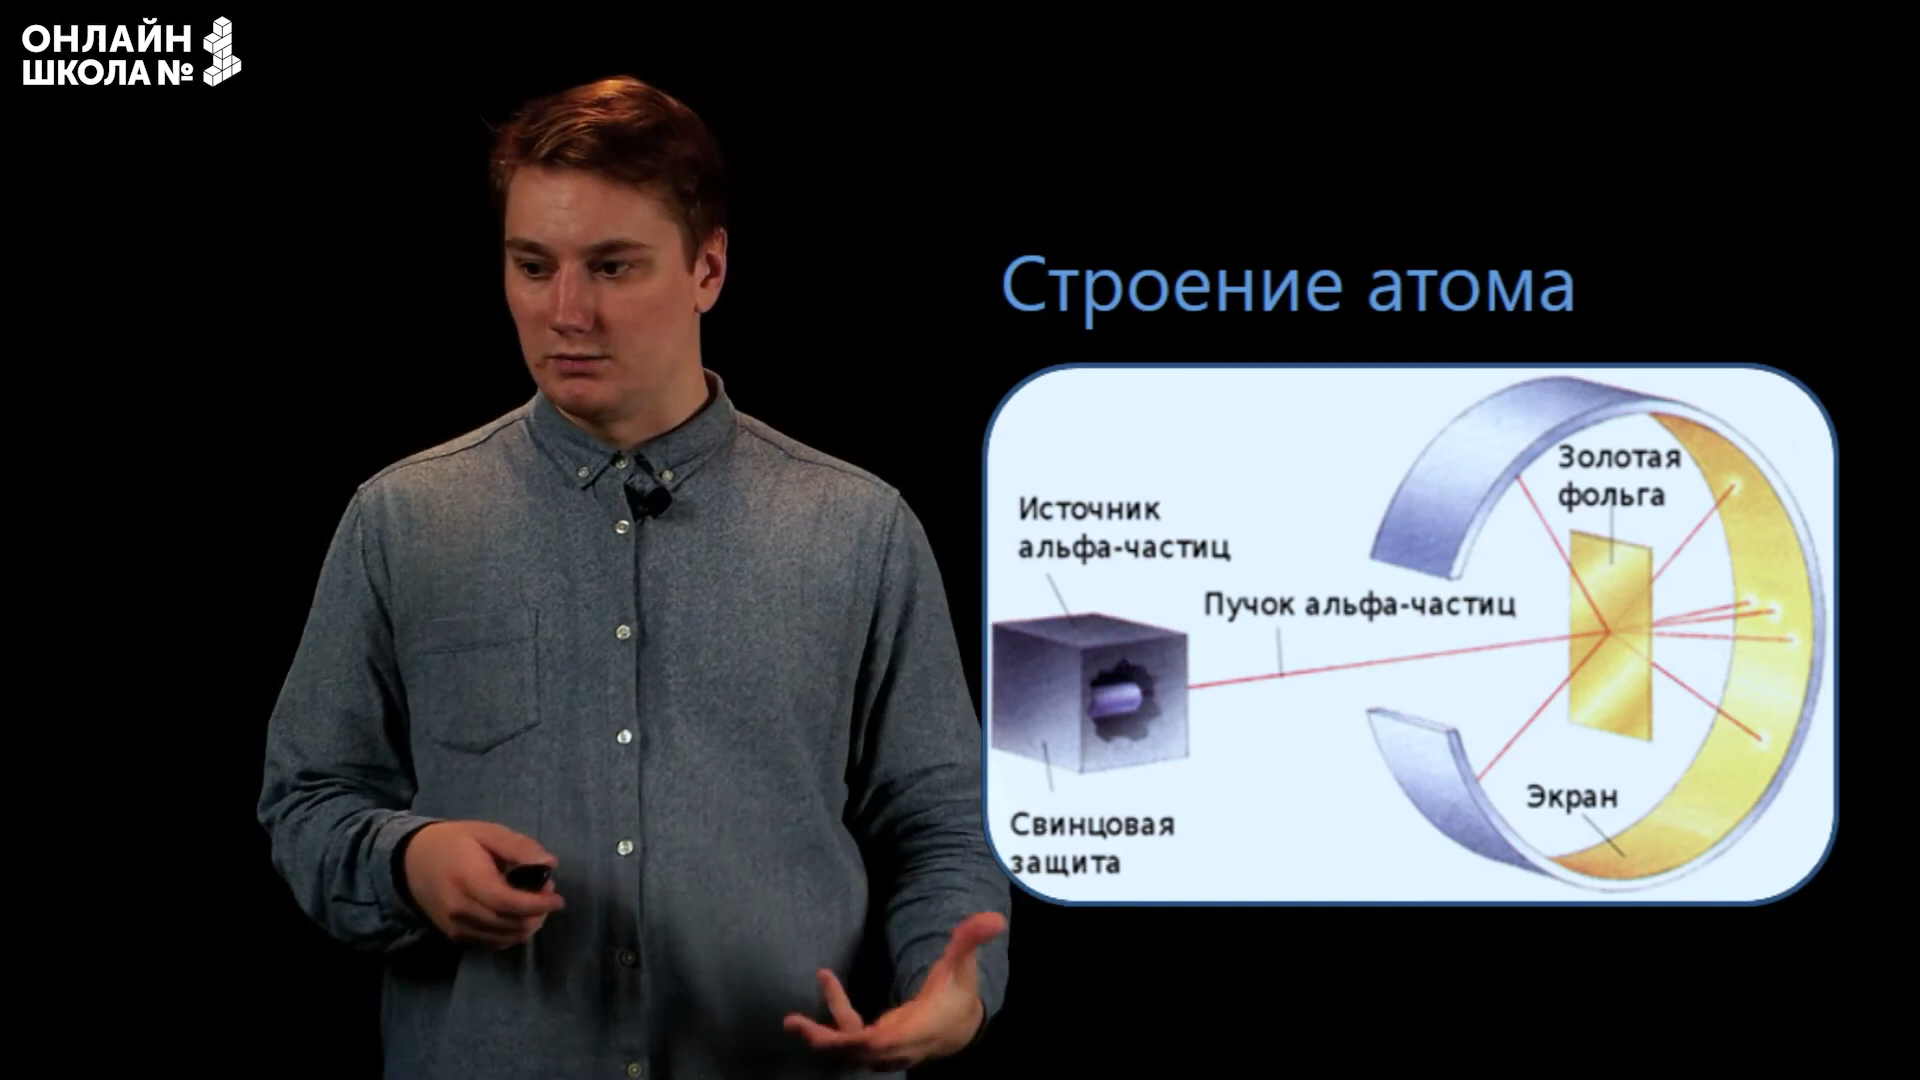 ОНЛАЙН
ШКОЛА №
Строение атома
Золотая
фольга
Источник
альфа-частиц
Пучок альфа-частиц
Экран
Свинцовая
защита